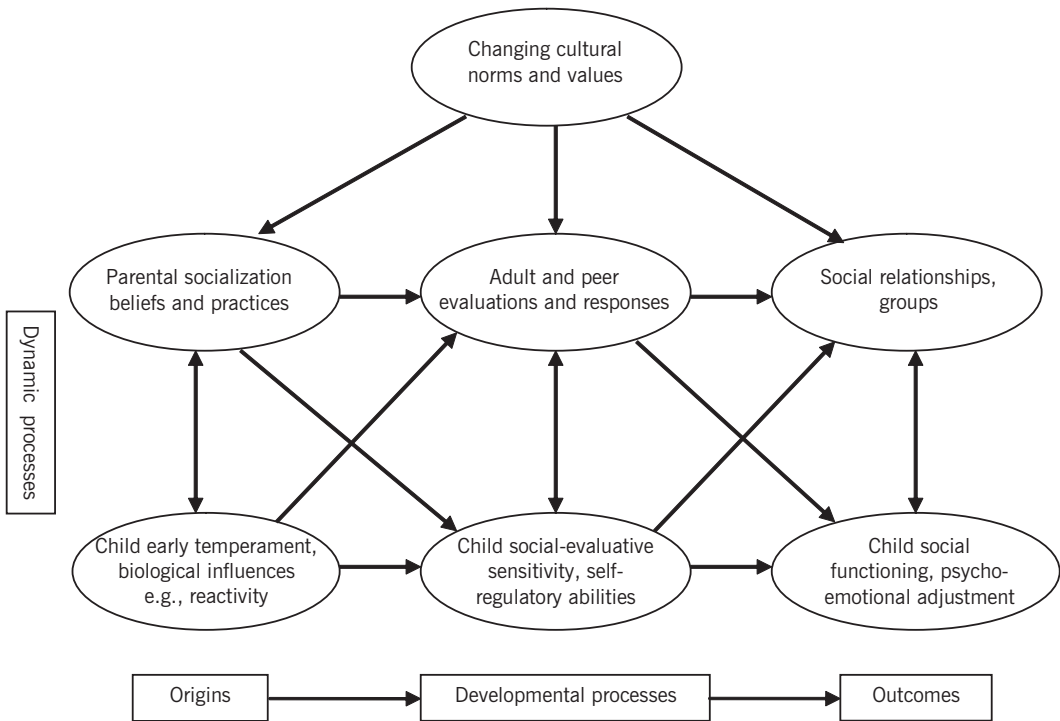 Changing cultural
norms and values
Parental socialization
beliefs and practices
Adult and peer
evaluations and responses
Social relationships,
groups
Dynamic processes
Child early temperament,
biological influences
e.g., reactivity
Child social-evaluative
sensitivity, self-
regulatory abilities
Child social
functioning, psycho-
emotional adjustment
Origins
Developmental processes
Outcomes